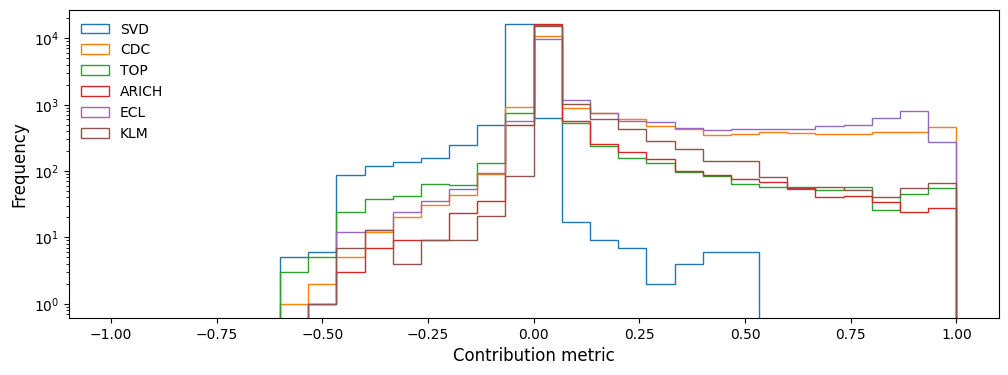 SVD
CDC
TOP
ARICH
ECL
KLM
Frequency
10⁴
10³
10²
10¹
10⁰
−1.00 −0.75 −0.50 −0.25 0.00 0.25 0.50 0.75 1.00
Contribution metric